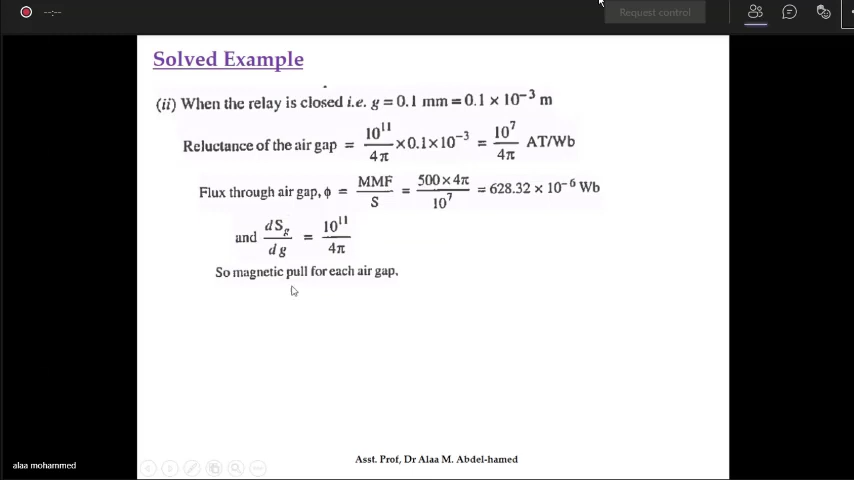 Request control
--:--
Solved Example
(ii) When the relay is closed i.e. g = 0.1 mm = 0.1 × 10⁻³ m
Reluctance of the air gap = 10¹¹/4π × 0.1 × 10⁻³ = 10⁷/4π AT/Wb
Flux through air gap, ϕ = MMF/S = 500 × 4π/10⁷ = 628.32 × 10⁻⁶ Wb
and dSg/dg = 10¹¹/4π
So magnetic pull for each air gap,
Asst. Prof, Dr Alaa M. Abdel-hamed
alaa mohammed